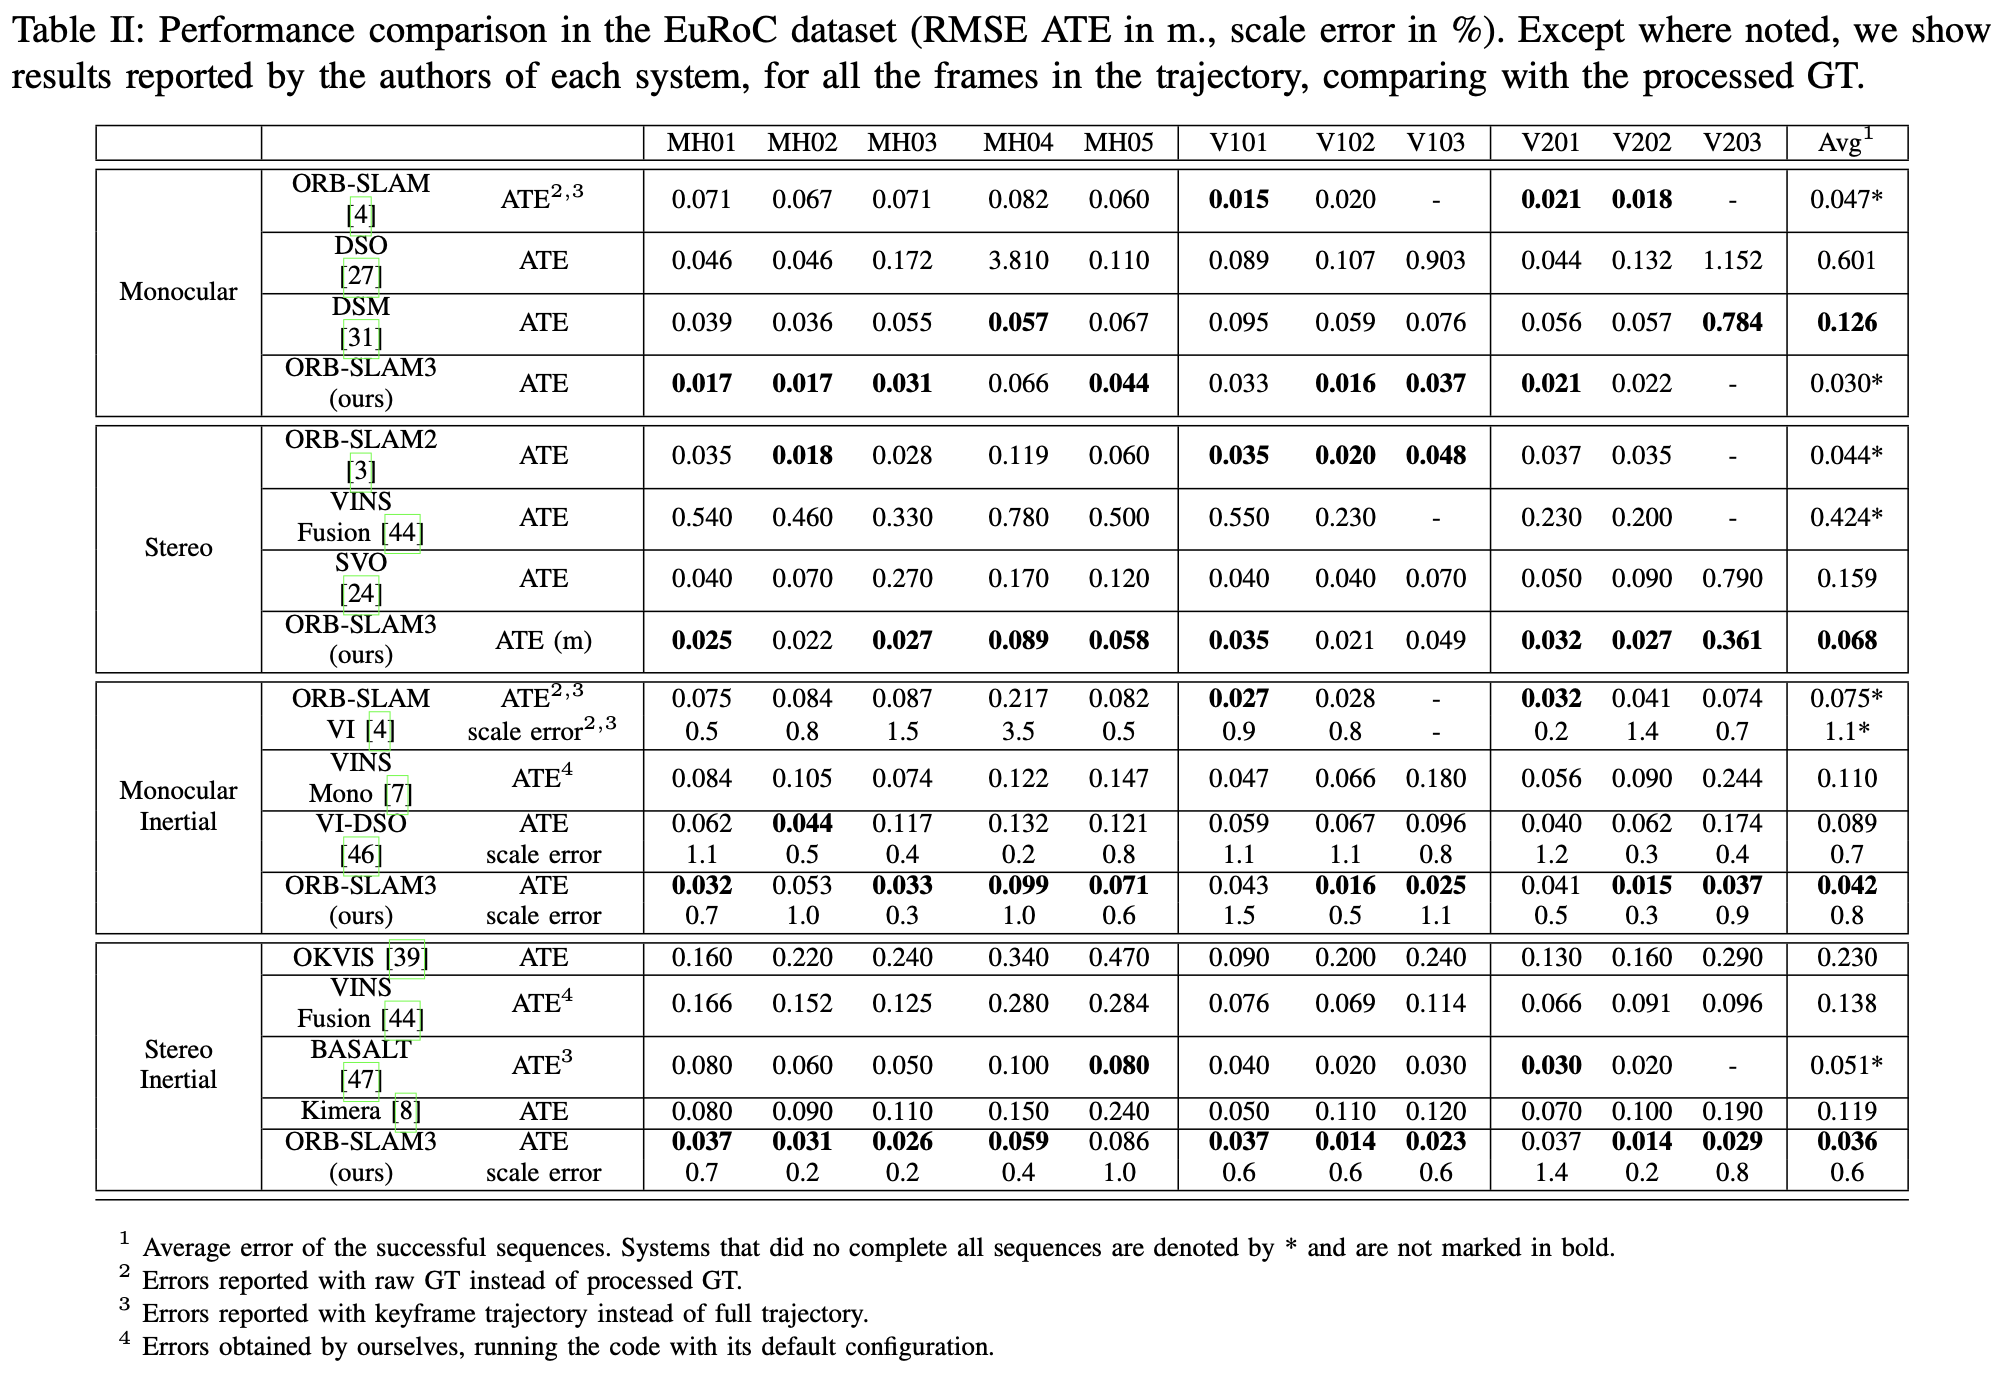 Table II: Performance comparison in the EuRoC dataset (RMSE ATE in m., scale error in %). Except where noted, we show
results reported by the authors of each system, for all the frames in the trajectory, comparing with the processed GT.
MH01 MH02 MH03 MH04 MH05 V101 V102 V103 V201 V202 V203 Avg1
Monocular
ORB-SLAM
[4]
ATE2,3 0.071 0.067 0.071 0.082 0.060 0.015 0.020 - 0.021 0.018 - 0.047*
DSO
[27]
ATE 0.046 0.046 0.172 3.810 0.110 0.089 0.107 0.903 0.044 0.132 1.152 0.601
DSM
[31]
ATE 0.039 0.036 0.055 0.057 0.067 0.095 0.059 0.076 0.056 0.057 0.784 0.126
ORB-SLAM3
(ours)
ATE 0.017 0.017 0.031 0.066 0.044 0.033 0.016 0.037 0.021 0.022 - 0.030*
Stereo
ORB-SLAM2
[3]
ATE 0.035 0.018 0.028 0.119 0.060 0.035 0.020 0.048 0.037 0.035 - 0.044*
VINS
Fusion [44]
ATE 0.540 0.460 0.330 0.780 0.500 0.550 0.230 - 0.230 0.200 - 0.424*
SVO
[24]
ATE 0.040 0.070 0.270 0.170 0.120 0.040 0.040 0.070 0.050 0.090 0.790 0.159
ORB-SLAM3
(ours)
ATE (m) 0.025 0.022 0.027 0.089 0.058 0.035 0.021 0.049 0.032 0.027 0.361 0.068
Monocular
Inertial
ORB-SLAM ATE2,3 0.075 0.084 0.087 0.217 0.082 0.027 0.028 - 0.032 0.041 0.074 0.075*
VI [4] scale error2,3 0.5 0.8 1.5 3.5 0.5 0.9 0.8 - 0.2 1.4 0.7 1.1*
VINS
Mono [7]
ATE4 0.084 0.105 0.074 0.122 0.147 0.047 0.066 0.180 0.056 0.090 0.244 0.110
VI-DSO ATE 0.062 0.044 0.117 0.132 0.121 0.059 0.067 0.096 0.040 0.062 0.174 0.089
[46] scale error 1.1 0.5 0.4 0.2 0.8 1.1 1.1 0.8 1.2 0.3 0.4 0.7
ORB-SLAM3 ATE 0.032 0.053 0.033 0.099 0.071 0.043 0.016 0.025 0.041 0.015 0.037 0.042
(ours) scale error 0.7 1.0 0.3 1.0 0.6 1.5 0.5 1.1 0.5 0.3 0.9 0.8
Stereo
Inertial
OKVIS [39] ATE 0.160 0.220 0.240 0.340 0.470 0.090 0.200 0.240 0.130 0.160 0.290 0.230
VINS
Fusion [44]
ATE4 0.166 0.152 0.125 0.280 0.284 0.076 0.069 0.114 0.066 0.091 0.096 0.138
BASALT
[47]
ATE3 0.080 0.060 0.050 0.100 0.080 0.040 0.020 0.030 0.030 0.020 - 0.051*
Kimera [8] ATE 0.080 0.090 0.110 0.150 0.240 0.050 0.110 0.120 0.070 0.100 0.190 0.119
ORB-SLAM3 ATE 0.037 0.031 0.026 0.059 0.086 0.037 0.014 0.023 0.037 0.014 0.029 0.036
(ours) scale error 0.7 0.2 0.2 0.4 1.0 0.6 0.6 0.6 1.4 0.2 0.8 0.6
1 Average error of the successful sequences. Systems that did no complete all sequences are denoted by * and are not marked in bold.
2 Errors reported with raw GT instead of processed GT.
3 Errors reported with keyframe trajectory instead of full trajectory.
4 Errors obtained by ourselves, running the code with its default configuration.